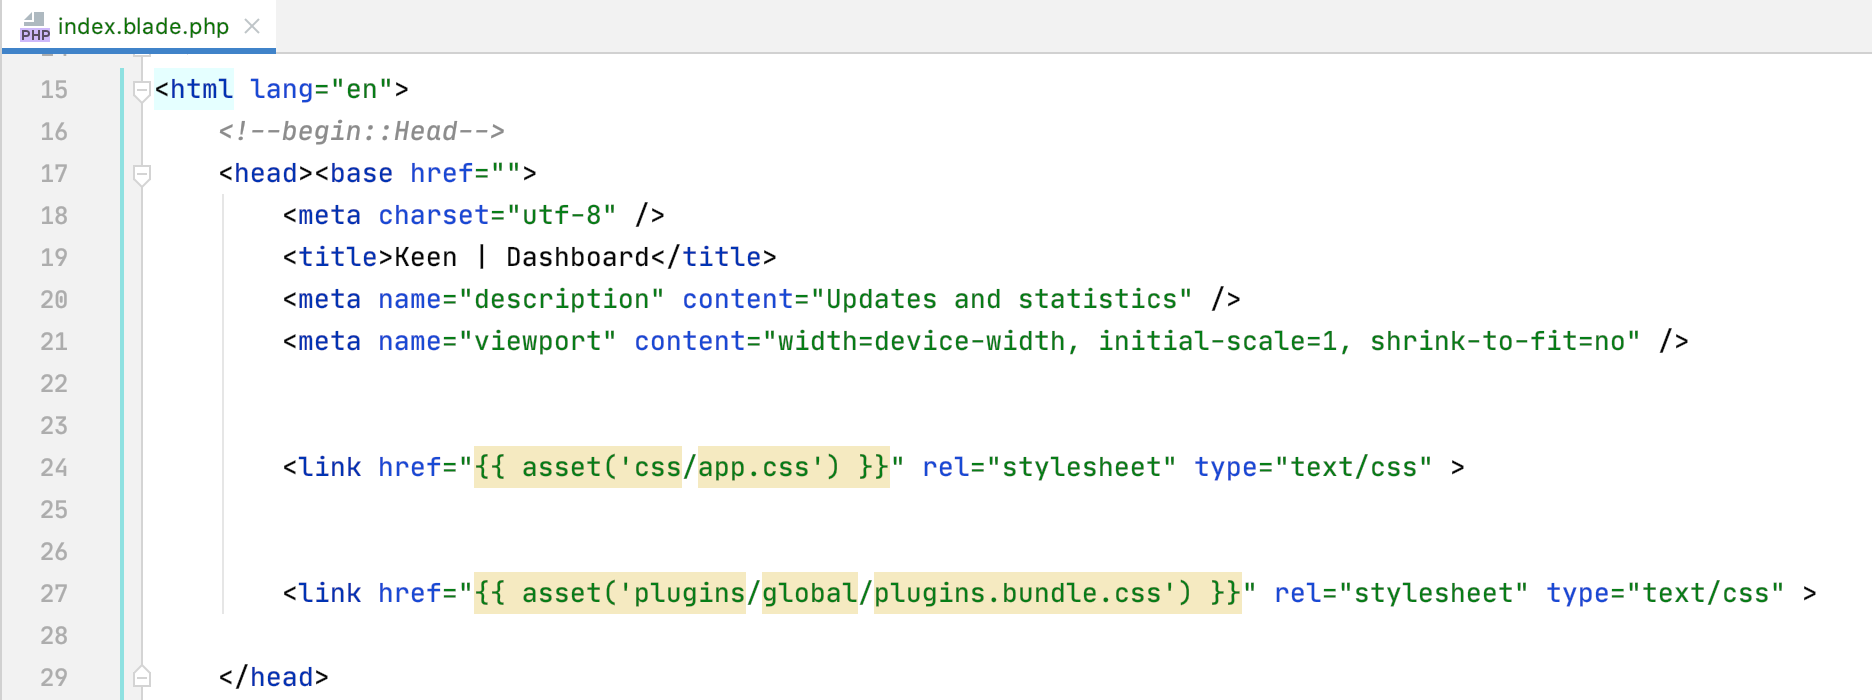 PHP index.blade.php
15 <html lang="en">
16 <!--begin::Head-->
17 <head><base href="">
18 <meta charset="utf-8" />
19 <title>Keen | Dashboard</title>
20 <meta name="description" content="Updates and statistics" />
21 <meta name="viewport" content="width=device-width, initial-scale=1, shrink-to-fit=no" />
22
23
24 <link href="{{ asset('css/app.css') }}" rel="stylesheet" type="text/css" >
25
26
27 <link href="{{ asset('plugins/global/plugins.bundle.css') }}" rel="stylesheet" type="text/css" >
28
29 </head>